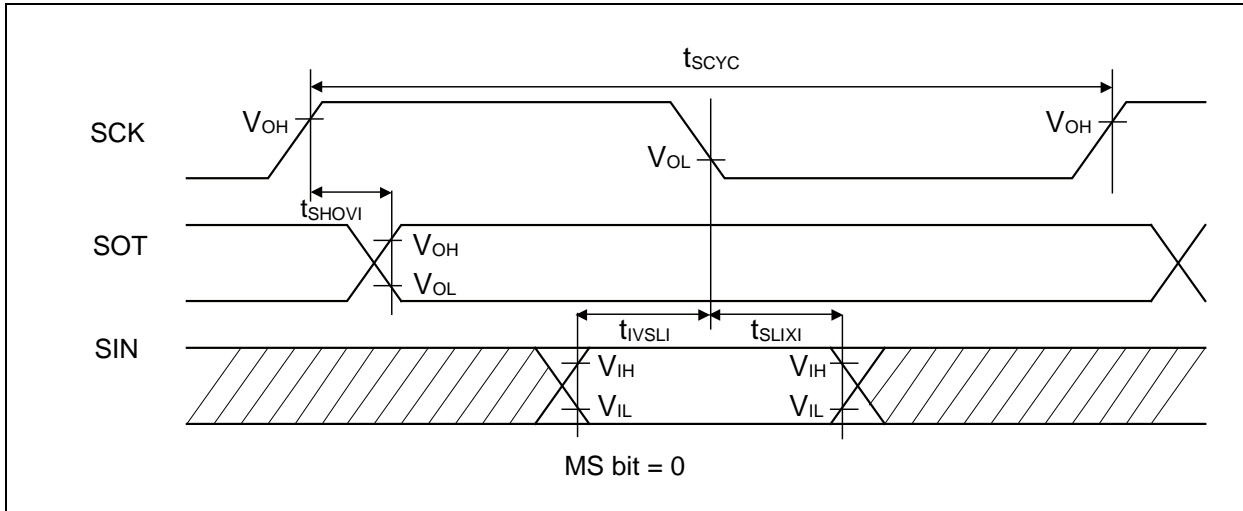 tSCYC
SCK
VOH
VOL
VOH
tSHOVI
SOT
VOH
VOL
tIVSLI
tSLIXI
SIN
VIH
VIH
VIL
VIL
MS bit = 0